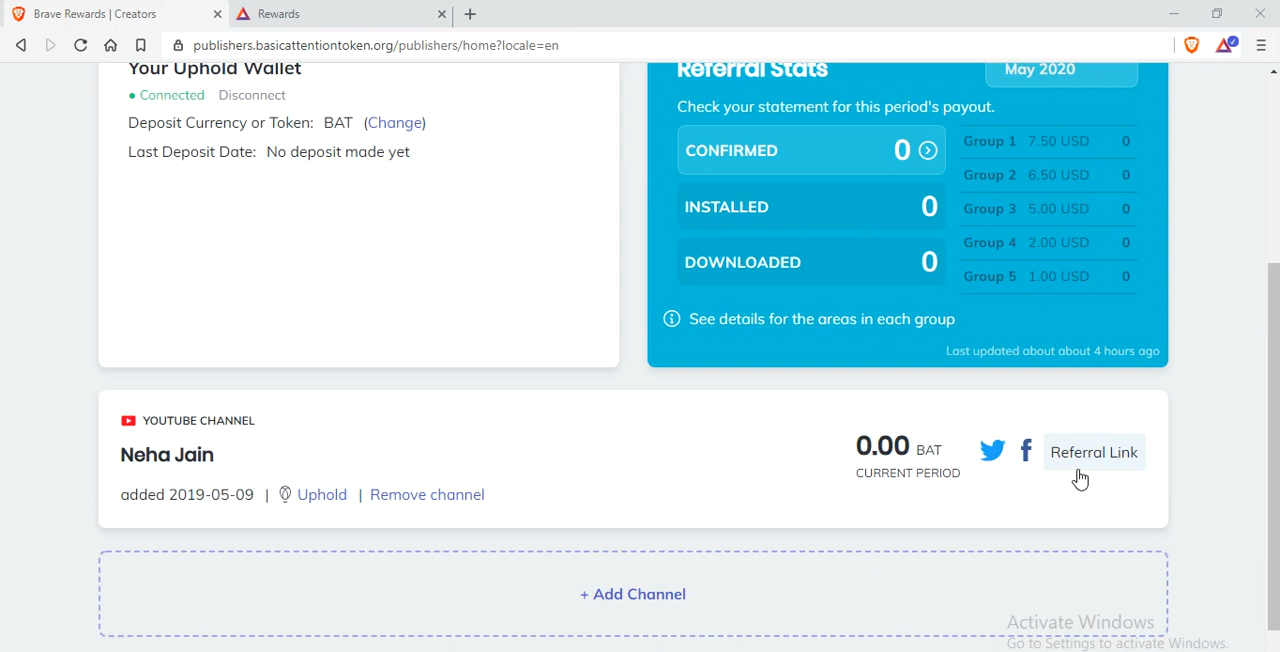 Brave Rewards | Creators
Rewards
publishers.basicattentiontoken.org/publishers/home?locale=en
Your Uphold Wallet
Connected Disconnect
Deposit Currency or Token: BAT (Change)
Last Deposit Date: No deposit made yet
Referral Stats
May 2020
Check your statement for this period's payout.
CONFIRMED 0
INSTALLED 0
DOWNLOADED 0
Group 1 7.50 USD 0
Group 2 6.50 USD 0
Group 3 5.00 USD 0
Group 4 2.00 USD 0
Group 5 1.00 USD 0
See details for the areas in each group
Last updated about about 4 hours ago
YOUTUBE CHANNEL
Neha Jain
added 2019-05-09 | Uphold | Remove channel
0.00 BAT
CURRENT PERIOD
Referral Link
+ Add Channel
Activate Windows
Go to Settings to activate Windows.